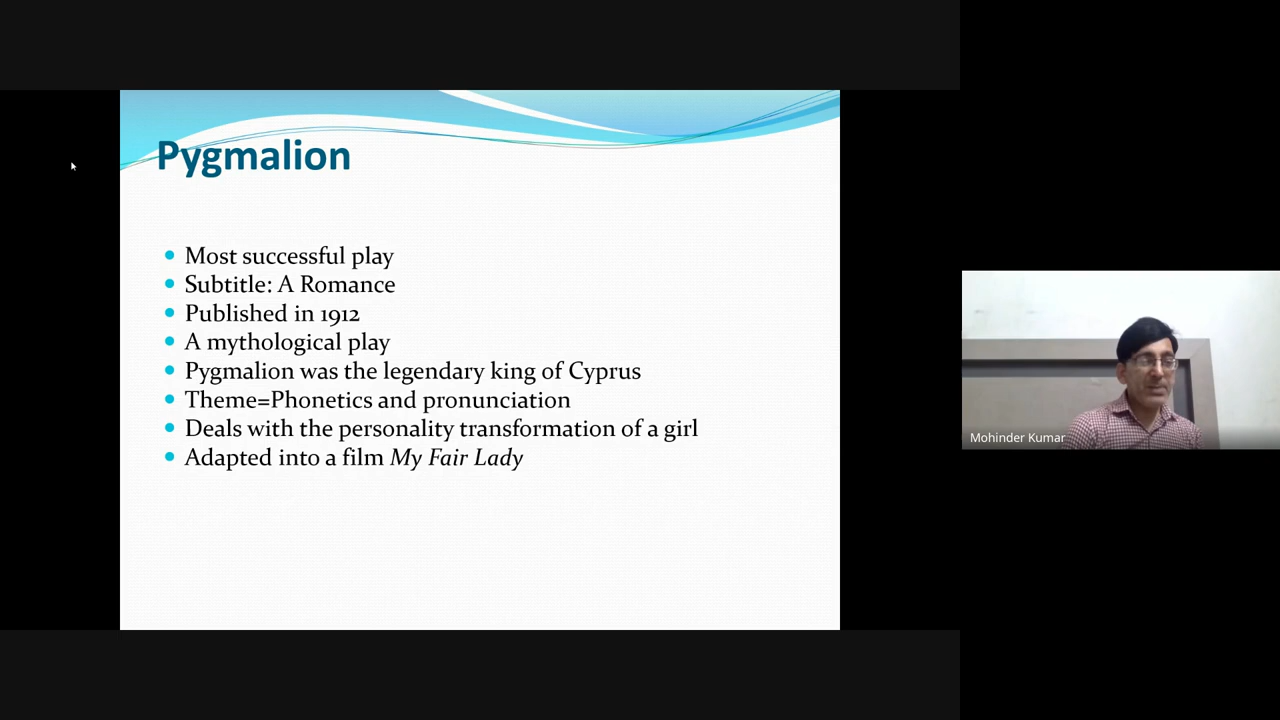 Pygmalion
Most successful play
Subtitle: A Romance
Published in 1912
A mythological play
Pygmalion was the legendary king of Cyprus
Theme=Phonetics and pronunciation
Deals with the personality transformation of a girl
Adapted into a film My Fair Lady
Mohinder Kumar